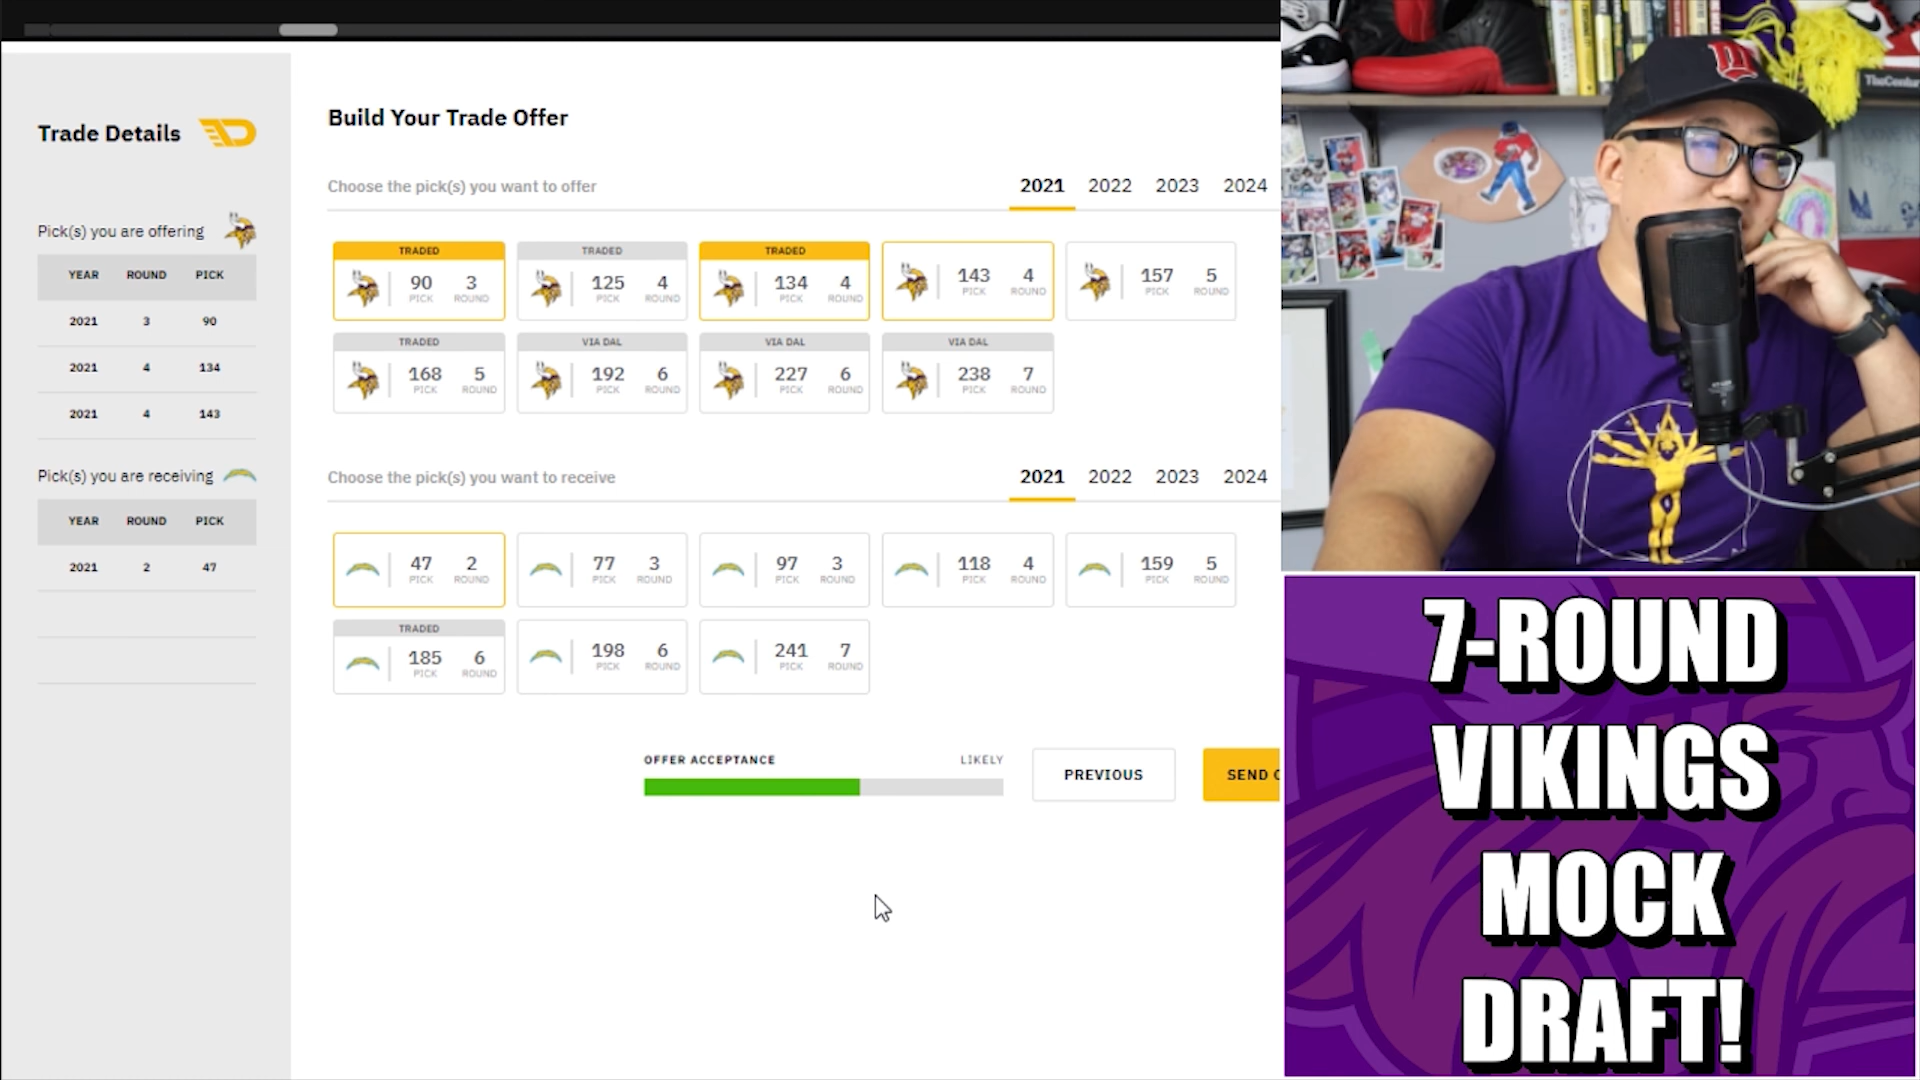 Trade Details
Pick(s) you are offering
YEAR ROUND PICK
2021 3 90
2021 4 134
2021 4 143
Pick(s) you are receiving
YEAR ROUND PICK
2021 2 47
Build Your Trade Offer
Choose the pick(s) you want to offer
2021 2022 2023 2024
TRADED TRADED TRADED
90 3 125 4 134 4 143 4 157 5
PICK ROUND PICK ROUND PICK ROUND PICK ROUND PICK ROUND
TRADED VIA DAL VIA DAL VIA DAL
168 5 192 6 227 6 238 7
PICK ROUND PICK ROUND PICK ROUND PICK ROUND
Choose the pick(s) you want to receive
2021 2022 2023 2024
47 2 77 3 97 3 118 4 159 5
PICK ROUND PICK ROUND PICK ROUND PICK ROUND PICK ROUND
TRADED
185 6 198 6 241 7
PICK ROUND PICK ROUND PICK ROUND
OFFER ACCEPTANCE LIKELY
PREVIOUS
SEND
7-ROUND
VIKINGS
MOCK
DRAFT!